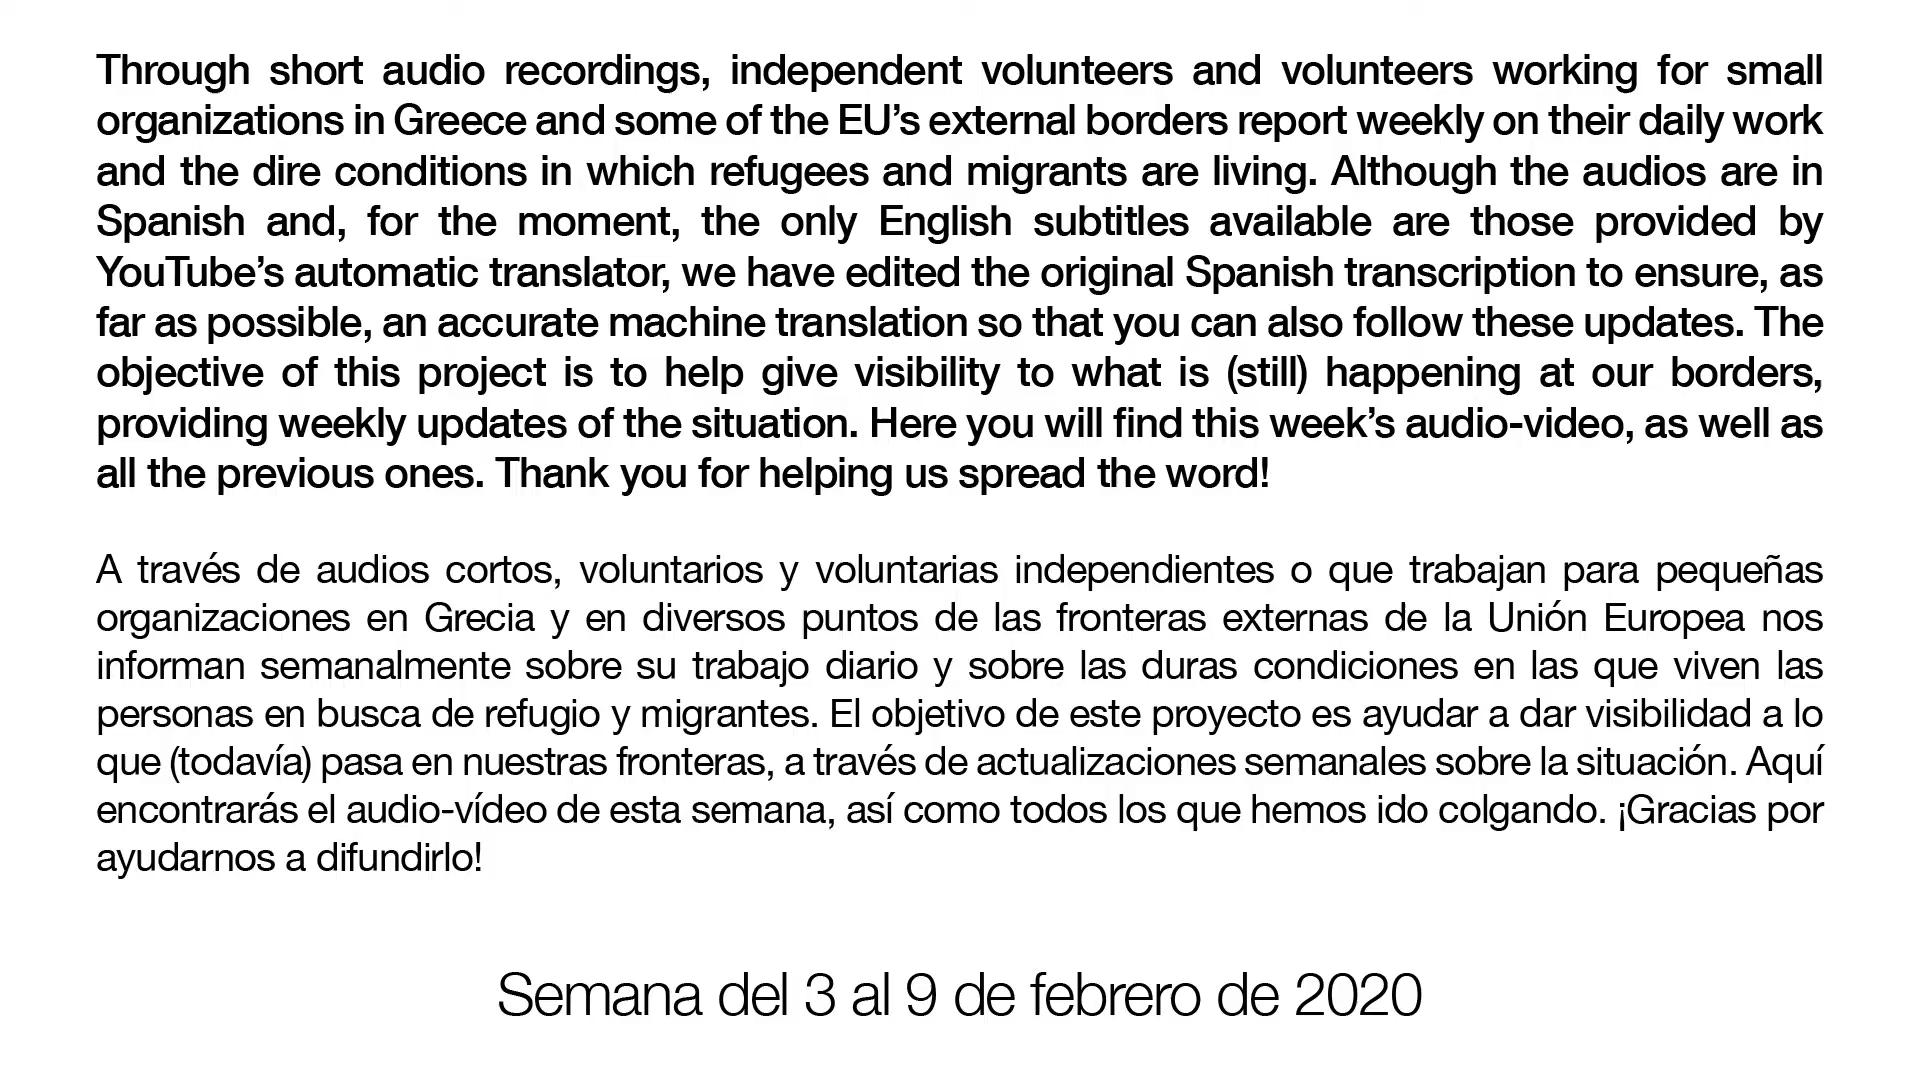 Through short audio recordings, independent volunteers and volunteers working for small
organizations in Greece and some of the EU’s external borders report weekly on their daily work
and the dire conditions in which refugees and migrants are living. Although the audios are in
Spanish and, for the moment, the only English subtitles available are those provided by
YouTube’s automatic translator, we have edited the original Spanish transcription to ensure, as
far as possible, an accurate machine translation so that you can also follow these updates. The
objective of this project is to help give visibility to what is (still) happening at our borders,
providing weekly updates of the situation. Here you will find this week’s audio-video, as well as
all the previous ones. Thank you for helping us spread the word!
A través de audios cortos, voluntarios y voluntarias independientes o que trabajan para pequeñas
organizaciones en Grecia y en diversos puntos de las fronteras externas de la Unión Europea nos
informan semanalmente sobre su trabajo diario y sobre las duras condiciones en las que viven las
personas en busca de refugio y migrantes. El objetivo de este proyecto es ayudar a dar visibilidad a lo
que (todavía) pasa en nuestras fronteras, a través de actualizaciones semanales sobre la situación. Aquí
encontrarás el audio-vídeo de esta semana, así como todos los que hemos ido colgando. ¡Gracias por
ayudarnos a difundirlo!
Semana del 3 al 9 de febrero de 2020